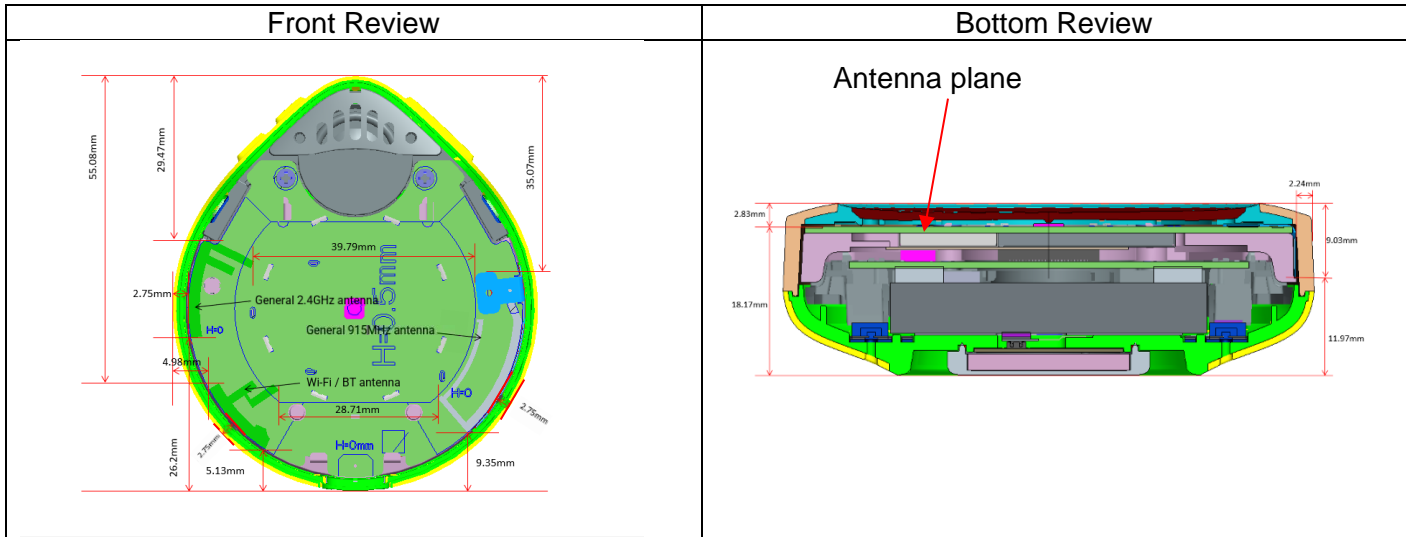 Front Review
Bottom Review
55.08mm
29.47mm
35.07mm
39.79mm
H=0.5mm
2.75mm
General 2.4GHz antenna
General 915MHz antenna
H=0
4.98mm
Wi-Fi / BT antenna
H=0
28.71mm
2.75mm
2.75mm
H=0mm
26.2mm
5.13mm
9.35mm
Antenna plane
2.24mm
2.83mm
9.03mm
18.17mm
11.97mm